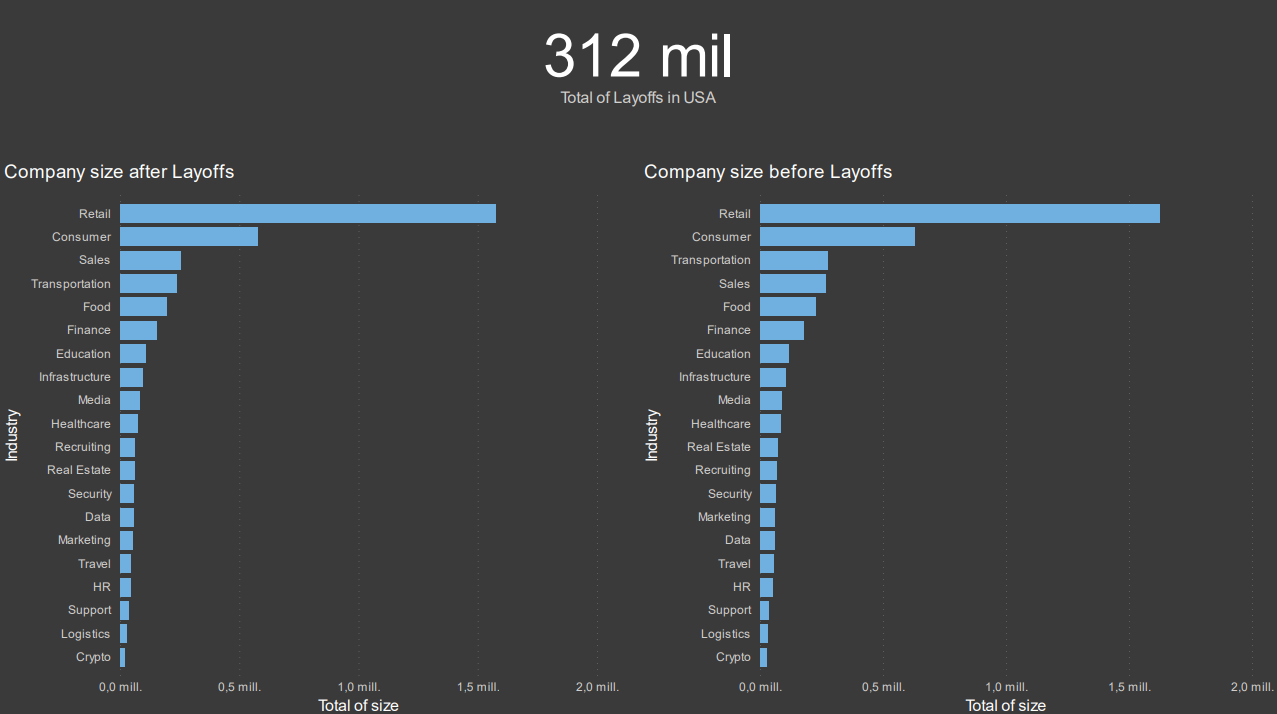 312 mil
Total of Layoffs in USA
Company size after Layoffs
Industry
Retail
Consumer
Sales
Transportation
Food
Finance
Education
Infrastructure
Media
Healthcare
Recruiting
Real Estate
Security
Data
Marketing
Travel
HR
Support
Logistics
Crypto
0,0 mill. 0,5 mill. 1,0 mill. 1,5 mill. 2,0 mill.
Total of size
Company size before Layoffs
Industry
Retail
Consumer
Transportation
Sales
Food
Finance
Education
Infrastructure
Media
Healthcare
Real Estate
Recruiting
Security
Marketing
Data
Travel
HR
Support
Logistics
Crypto
0,0 mill. 0,5 mill. 1,0 mill. 1,5 mill. 2,0 mill.
Total of size